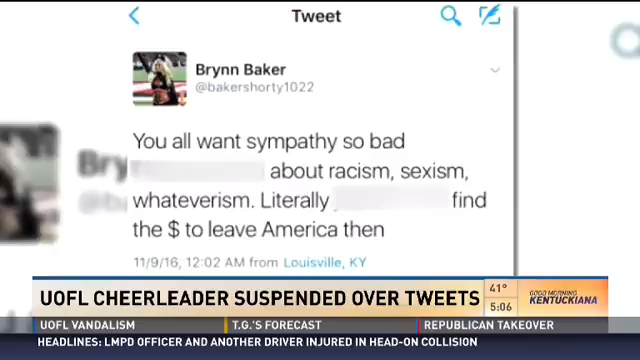 Tweet
Brynn Baker
@bakershorty1022
You all want sympathy so bad
about racism, sexism,
whateverism. Literally find
the $ to leave America then
11/9/16, 12:02 AM from Louisville, KY
UOFL CHEERLEADER SUSPENDED OVER TWEETS
41°
5:06
GOOD MORNING
KENTUCKIANA
UOFL VANDALISM T.G.'S FORECAST REPUBLICAN TAKEOVER
HEADLINES: LMPD OFFICER AND ANOTHER DRIVER INJURED IN HEAD-ON COLLISION